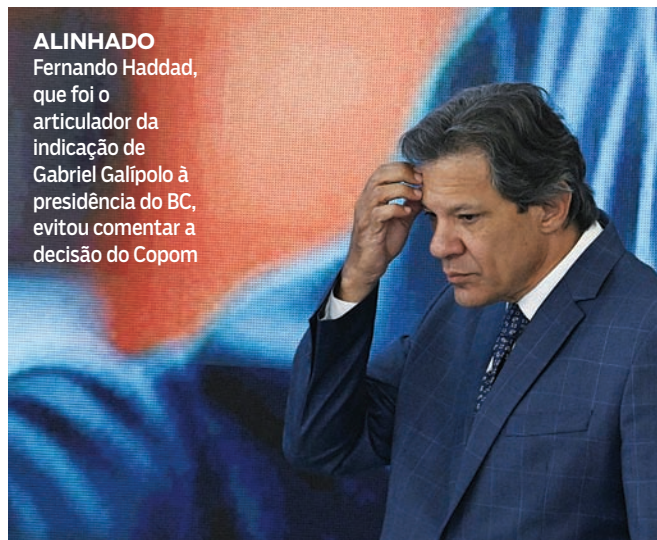 ALINHADO
Fernando Haddad,
que foi o
articulador da
indicação de
Gabriel Galípolo à
presidência do BC,
evitou comentar a
decisão do Copom